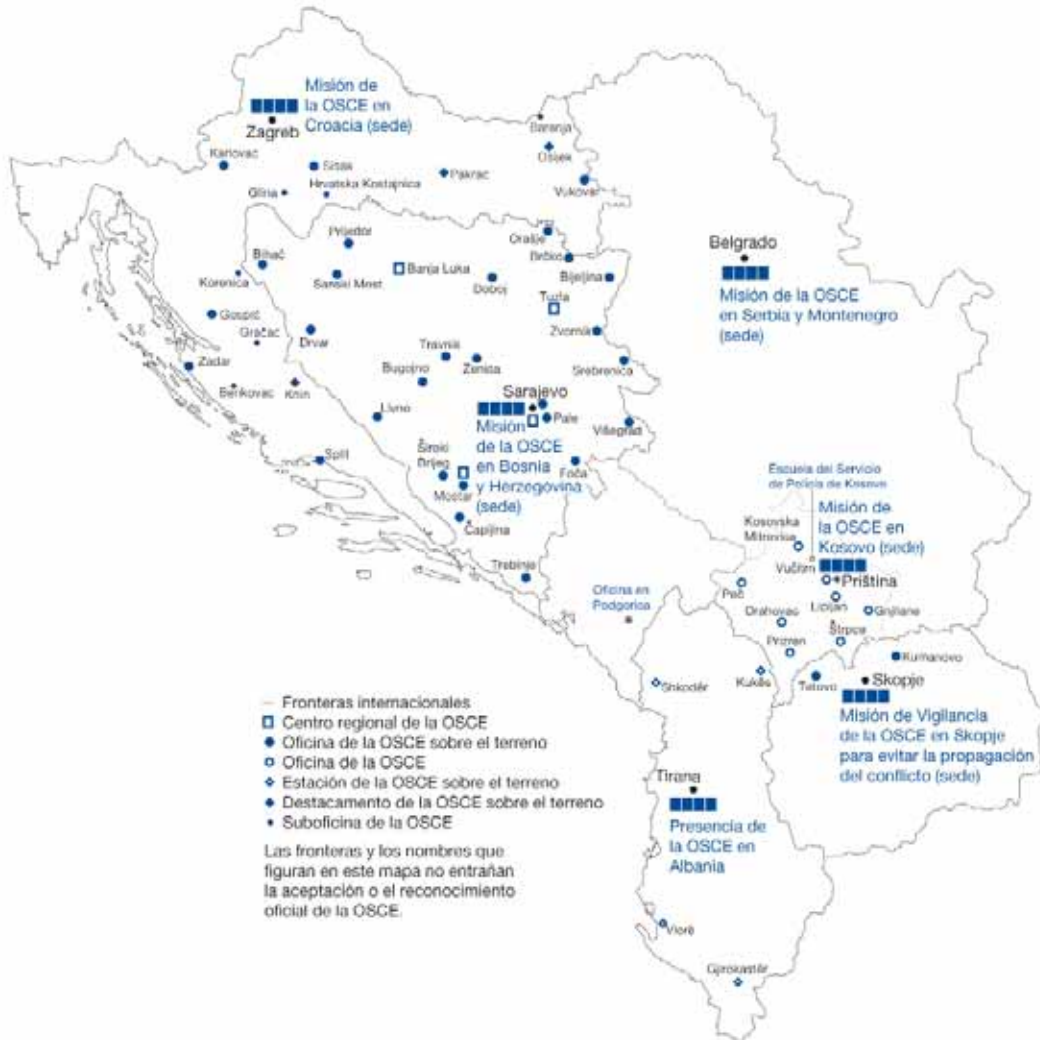 Misión de
la OSCE en
Croacia (sede)
Zagreb
Karlovac
Sisak
Glina
Hrvatska Kostajnica
Pakrac
Baranja
Osijek
Vukovar
Prijedor
Orašje
Brčko
Belgrado
Bihač
Banja Luka
Bijeljina
Korenica
Sanski Most
Doboj
Tuzla
Misión de la OSCE
en Serbia y Montenegro
(sede)
Gospić
Gračac
Drvar
Zvornik
Travnik
Zenica
Srebrenica
Zadar
Bugojno
Benkovac
Knin
Sarajevo
Livno
Pale
Višegrad
Misión
de la OSCE
en Bosnia
y Herzegovina
(sede)
Široki
Brijeg
Split
Foča
Mostar
Čapljina
Escuela del Servicio
de Policía de Kosovo
Misión de
la OSCE en
Kosovo (sede)
Kosovska
Mitrovica
Trebinje
Priština
Peč
Oficina en
Podgorica
Orahovac
Gnjilane
Štrpce
Prizren
Kumanovo
Shkodër
Kukës
Tetovo
Skopje
Misión de Vigilancia
de la OSCE en Skopje
para evitar la propagación
del conflicto (sede)
Fronteras internacionales
Centro regional de la OSCE
Oficina de la OSCE sobre el terreno
Oficina de la OSCE
Estación de la OSCE sobre el terreno
Destacamento de la OSCE sobre el terreno
Suboficina de la OSCE
Las fronteras y los nombres que
figuran en este mapa no entrañan
la aceptación o el reconocimiento
oficial de la OSCE.
Tirana
Presencia de
la OSCE en
Albania
Vlorë
Gjirokastër